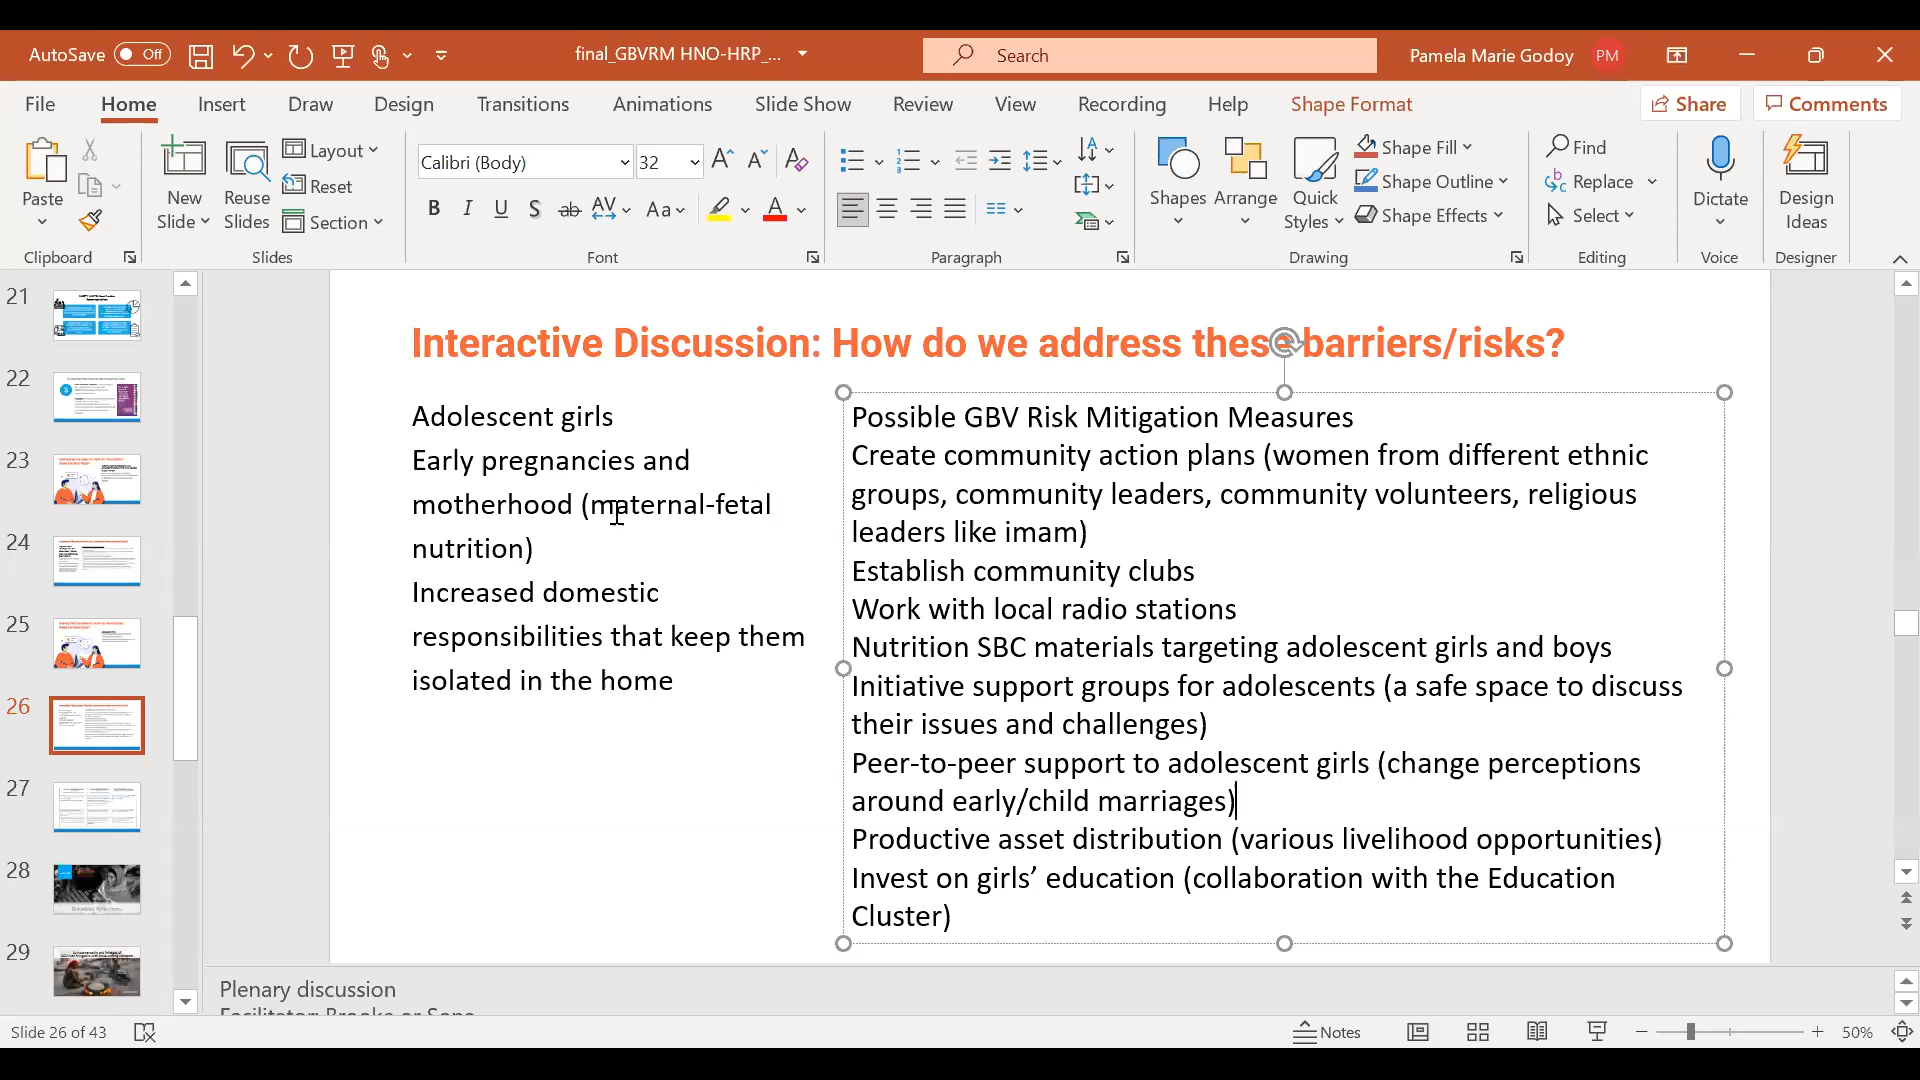 AutoSave Off final_GBVRM HNO-HRP_... Search Pamela Marie Godoy PM
File Home Insert Draw Design Transitions Animations Slide Show Review View Recording Help Shape Format Share Comments
Paste
New Slide
Reuse Slides
Layout
Reset
Section
Calibri (Body) 32
B I U S ab AV Aa A
Shapes
Arrange
Quick Styles
Shape Fill
Shape Outline
Shape Effects
Find
Replace
Select
Dictate
Design Ideas
Clipboard Slides Font Paragraph Drawing Editing Voice Designer
21
22
23
24
25
26
27
28
29
Interactive Discussion: How do we address these barriers/risks?
Adolescent girls
Early pregnancies and
motherhood (maternal-fetal
nutrition)
Increased domestic
responsibilities that keep them
isolated in the home
Possible GBV Risk Mitigation Measures
Create community action plans (women from different ethnic
groups, community leaders, community volunteers, religious
leaders like imam)
Establish community clubs
Work with local radio stations
Nutrition SBC materials targeting adolescent girls and boys
Initiative support groups for adolescents (a safe space to discuss
their issues and challenges)
Peer-to-peer support to adolescent girls (change perceptions
around early/child marriages)
Productive asset distribution (various livelihood opportunities)
Invest on girls’ education (collaboration with the Education
Cluster)
Plenary discussion
Slide 26 of 43 Notes 50%